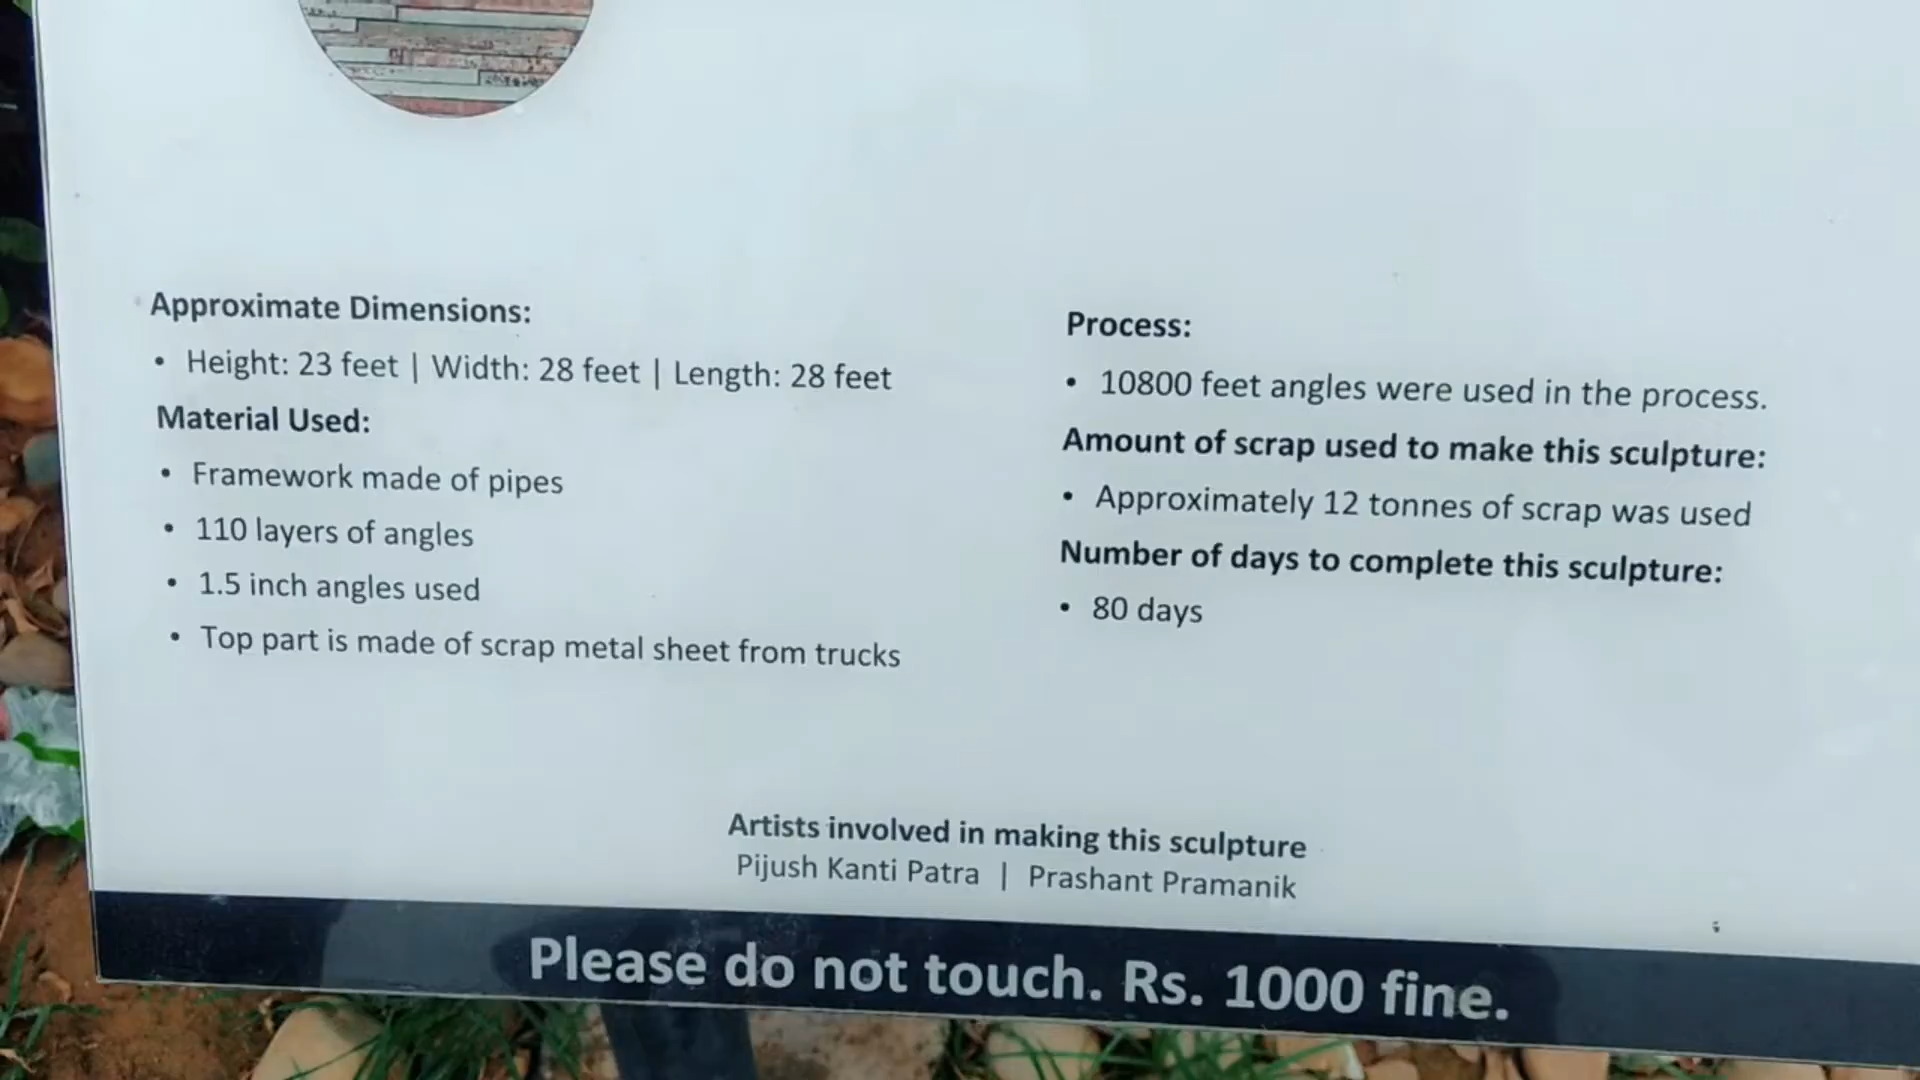 Approximate Dimensions:
• Height: 23 feet | Width: 28 feet | Length: 28 feet
Material Used:
• Framework made of pipes
• 110 layers of angles
• 1.5 inch angles used
• Top part is made of scrap metal sheet from trucks
Process:
• 10800 feet angles were used in the process.
Amount of scrap used to make this sculpture:
• Approximately 12 tonnes of scrap was used
Number of days to complete this sculpture:
• 80 days
Artists involved in making this sculpture
Pijush Kanti Patra | Prashant Pramanik
Please do not touch. Rs. 1000 fine.